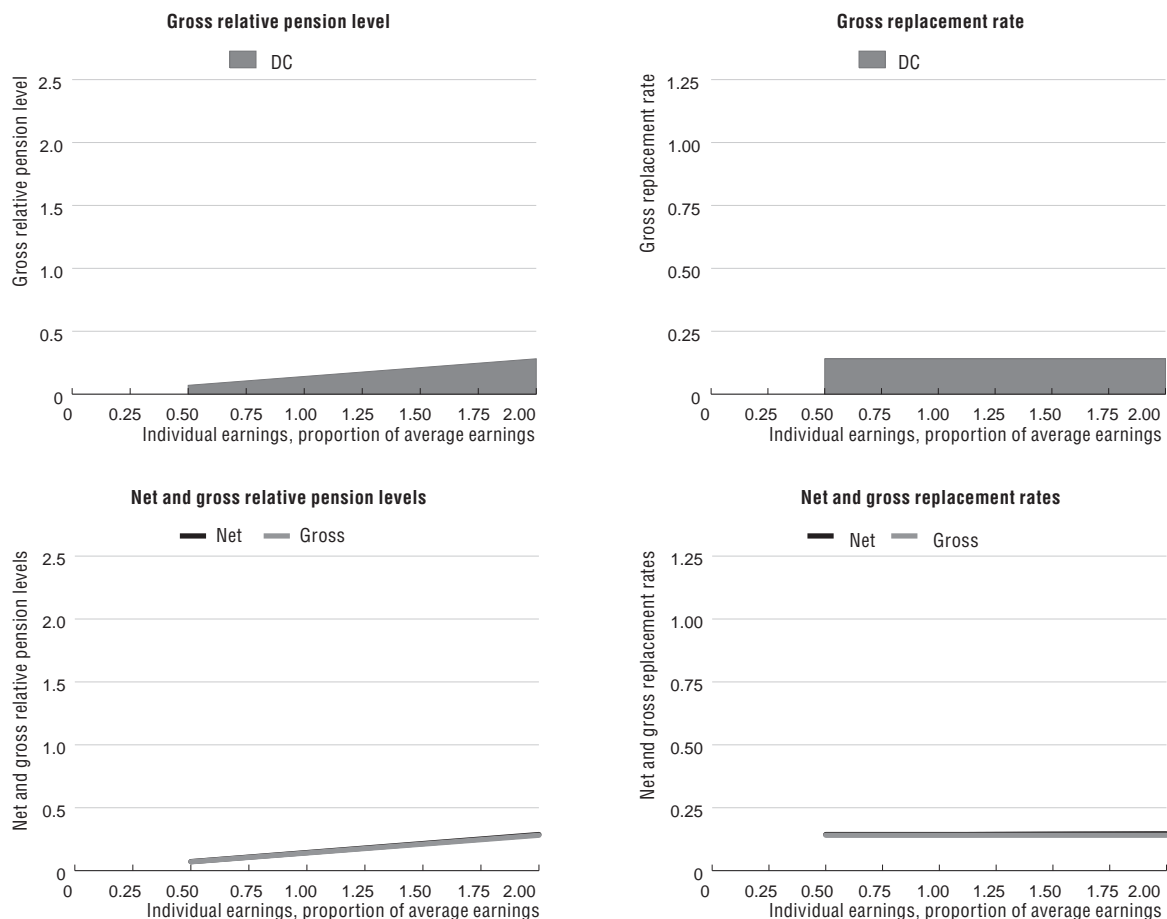 Gross relative pension level
DC
Gross relative pension level
2.5
2.0
1.5
1.0
0.5
0
0 0.25 0.50 0.75 1.00 1.25 1.50 1.75 2.00
Individual earnings, proportion of average earnings
Gross replacement rate
DC
Gross replacement rate
1.25
1.00
0.75
0.50
0.25
0
0 0.25 0.50 0.75 1.00 1.25 1.50 1.75 2.00
Individual earnings, proportion of average earnings
Net and gross relative pension levels
Net Gross
Net and gross relative pension levels
2.5
2.0
1.5
1.0
0.5
0
0 0.25 0.50 0.75 1.00 1.25 1.50 1.75 2.00
Individual earnings, proportion of average earnings
Net and gross replacement rates
Net Gross
Net and gross replacement rates
1.25
1.00
0.75
0.50
0.25
0
0 0.25 0.50 0.75 1.00 1.25 1.50 1.75 2.00
Individual earnings, proportion of average earnings